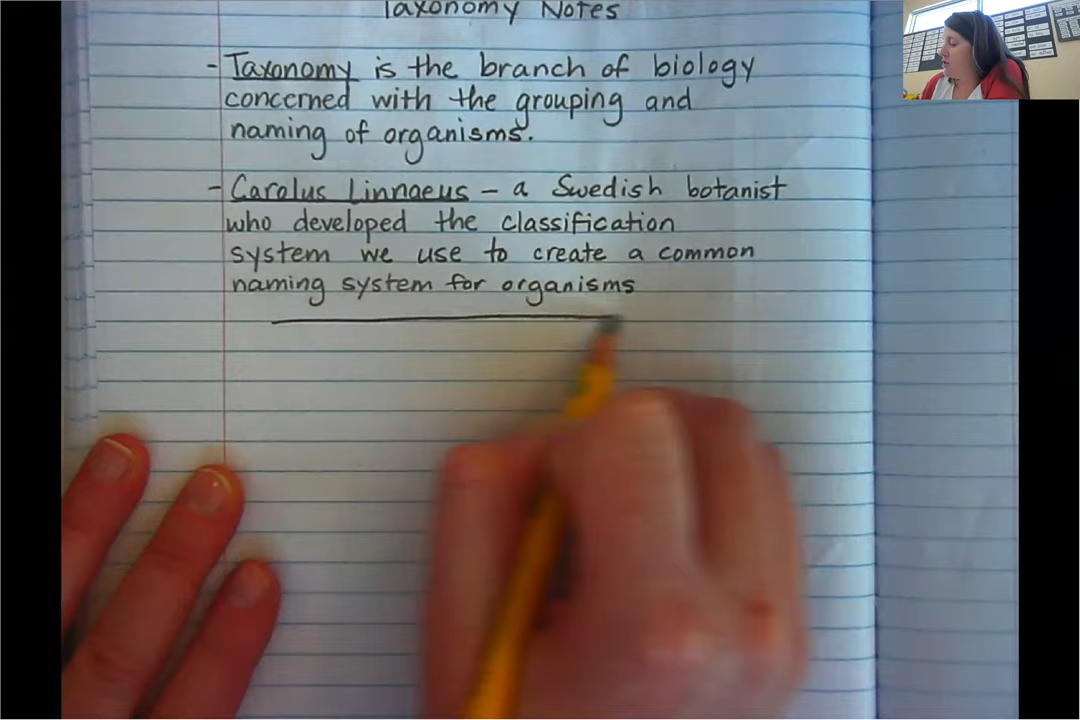 Taxonomy Notes
- Taxonomy is the branch of biology
concerned with the grouping and
naming of organisms.
- Carolus Linnaeus – a Swedish botanist
who developed the classification
system we use to create a common
naming system for organisms